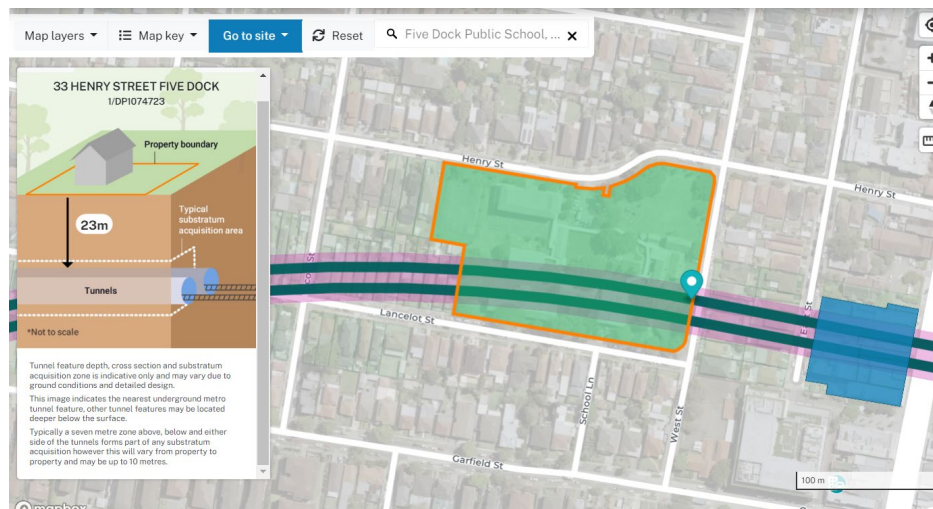 Map layers
Map key
Go to site
Reset
Five Dock Public School, ...
33 HENRY STREET FIVE DOCK
1/DP1074723
Property boundary
23m
Typical
substratum
acquisition area
Tunnels
*Not to scale
Tunnel feature depth, cross section and substratum
acquisition zone is indicative only and may vary due to
ground conditions and detailed design.
This image indicates the nearest underground metro
tunnel feature, other tunnel features may be located
deeper below the surface.
Typically a seven metre zone above, below and either
side of the tunnels forms part of any substratum
acquisition however this will vary from property to
property and may be up to 10 metres.
Henry St
Henry St
Lancelot St
School Ln
West St
Garfield St
100 m
mapbox